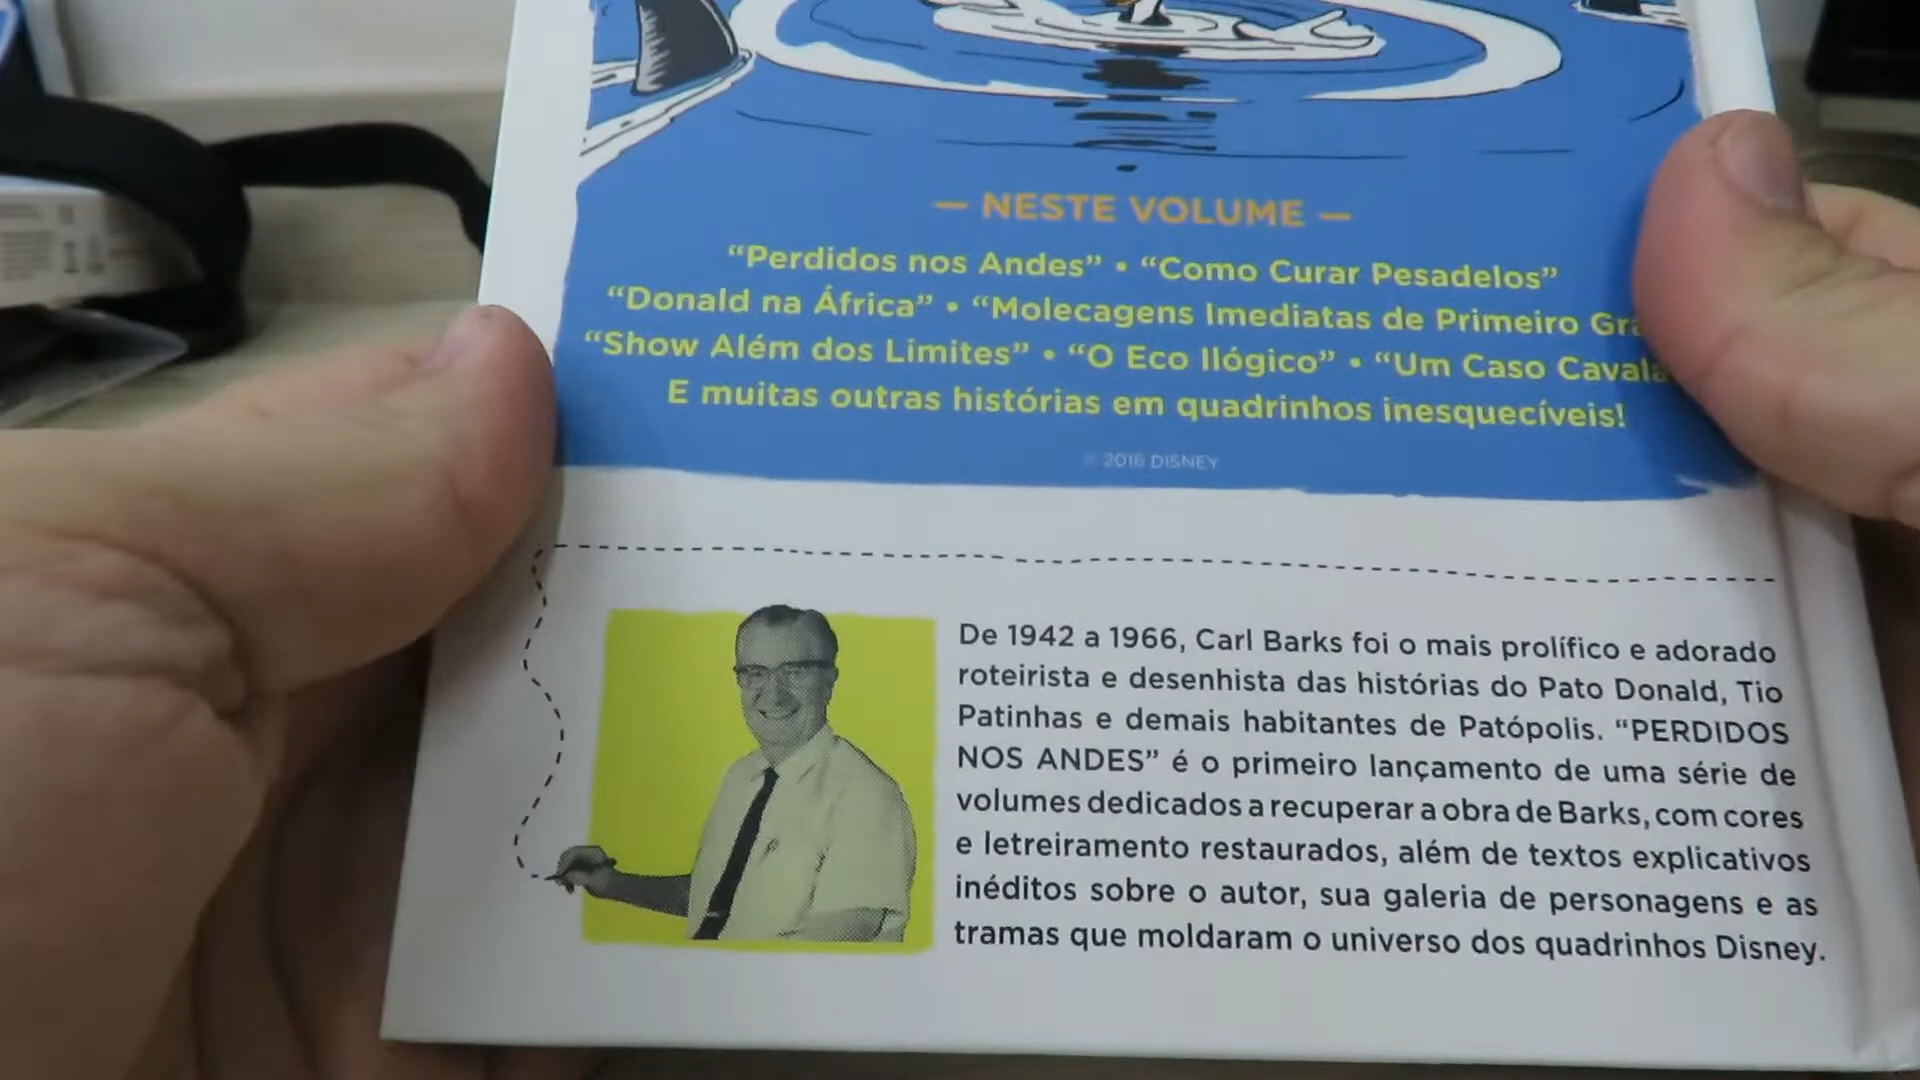 — NESTE VOLUME —
“Perdidos nos Andes” • “Como Curar Pesadelos”
“Donald na África” • “Molecagens Imediatas de Primeiro
“Show Além dos Limites” • “O Eco Ilógico” • “Um Caso
E muitas outras histórias em quadrinhos inesquecíveis!
© 2016 DISNEY
De 1942 a 1966, Carl Barks foi o mais prolífico e adorado
roteirista e desenhista das histórias do Pato Donald, Tio
Patinhas e demais habitantes de Patópolis. “PERDIDOS
NOS ANDES” é o primeiro lançamento de uma série de
volumes dedicados a recuperar a obra de Barks, com cores
e letreiramento restaurados, além de textos explicativos
inéditos sobre o autor, sua galeria de personagens e as
tramas que moldaram o universo dos quadrinhos Disney.